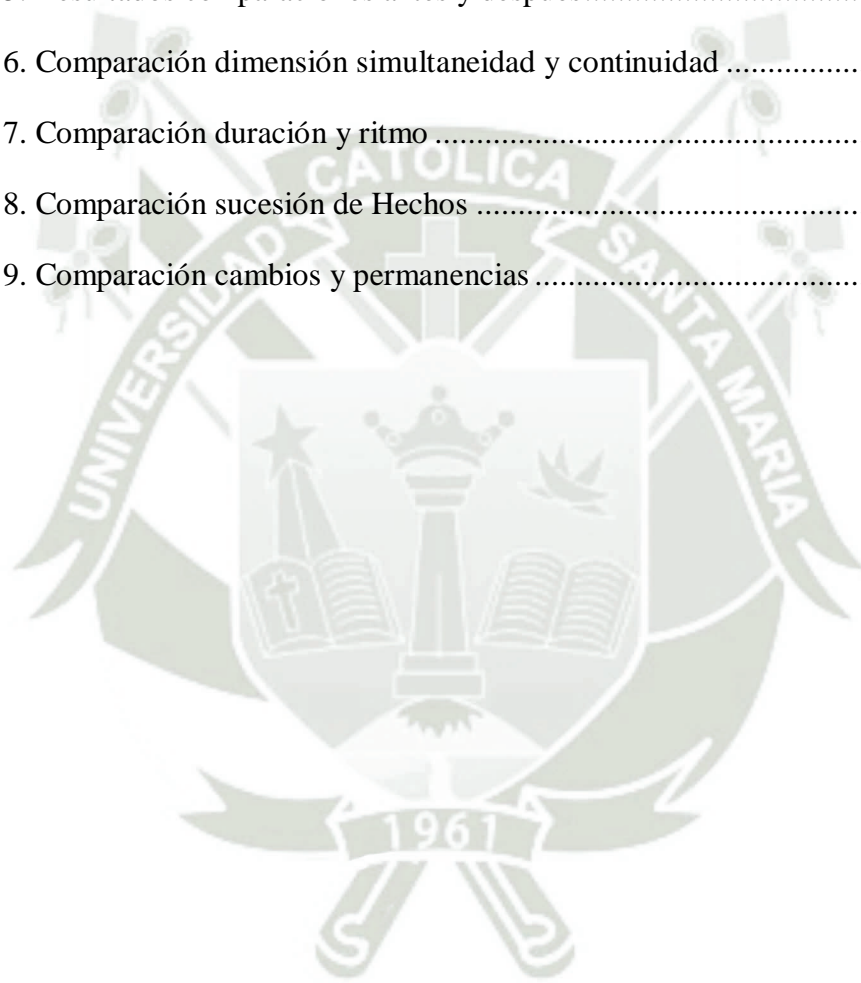 6. Comparación dimensión simultaneidad y continuidad ...............
7. Comparación duración y ritmo ................................................
8. Comparación sucesión de Hechos ...........................................
9. Comparación cambios y permanencias ....................................
UNIVERSIDAD CATOLICA SANTA MARIA
1961